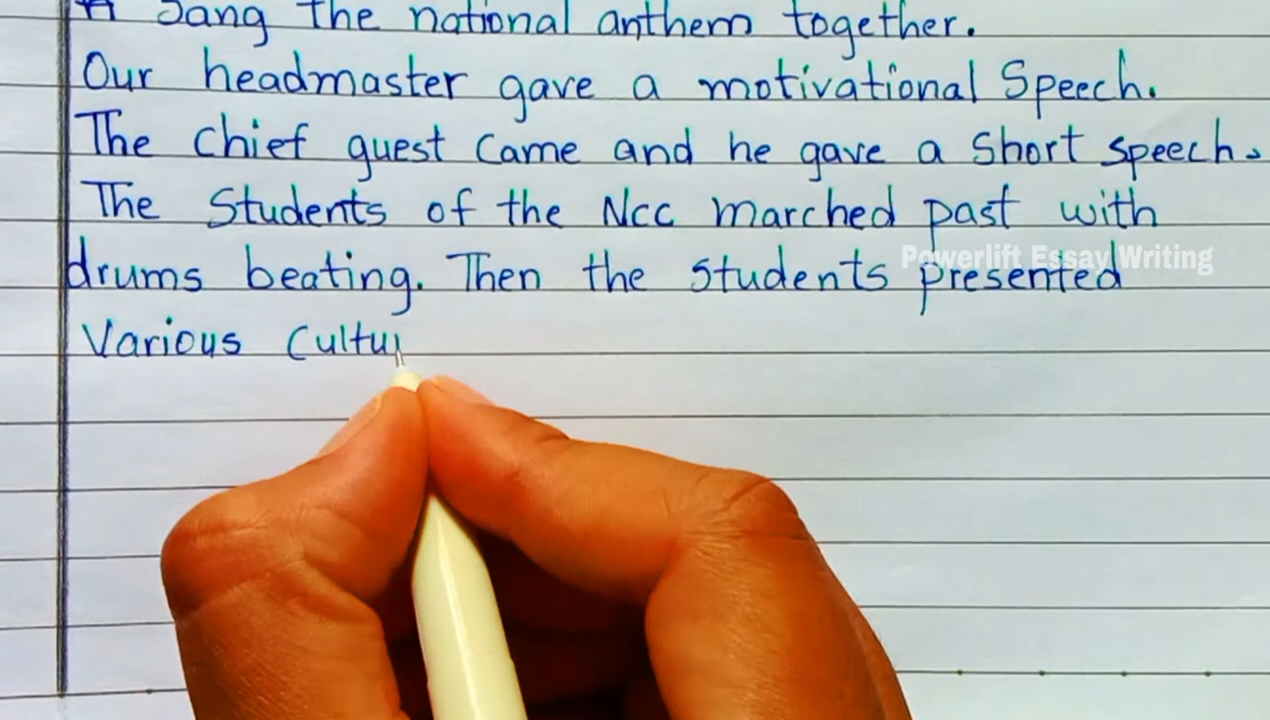 Sang the national anthem together.
Our headmaster gave a motivational Speech.
The chief guest came and he gave a short speech.
The Students of the Ncc marched past with
Powerlift Essay Writing
drums beating. Then the students presented
Various Cultu